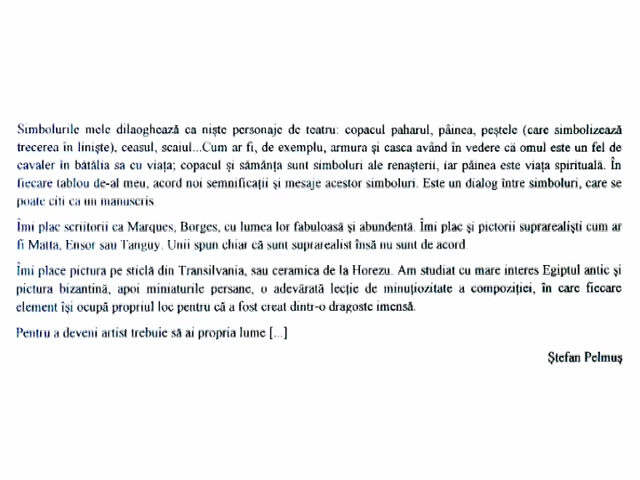 Simbolurile mele dilaoghează ca niște personaje de teatru: copacul paharul, pâinea, peștele (care simbolizează
trecerea în liniște), ceasul, scaiul...Cum ar fi, de exemplu, armura și casca având în vedere că omul este un fel de
cavaler în bătălia sa cu viața; copacul și sămânța sunt simboluri ale renașterii, iar pâinea este viața spirituală. În
fiecare tablou de-al meu, acord noi semnificații și mesaje acestor simboluri. Este un dialog între simboluri, care se
poate citi ca un manuscris
Îmi plac scriitorii ca Marques, Borges, cu lumea lor fabuloasă și abundentă. Îmi plac și pictorii suprarealiști cum ar
fi Matta, Ensor sau Tanguy. Unii spun chiar că sunt suprarealist însă nu sunt de acord
Îmi place pictura pe sticlă din Transilvania, sau ceramica de la Horezu. Am studiat cu mare interes Egiptul antic și
pictura bizantină, apoi miniaturile persane, o adevărată lecție de minuțiozitate a compoziției, în care fiecare
element își ocupă propriul loc pentru că a fost creat dintr-o dragoste imensă.
Pentru a deveni artist trebuie să ai propria lume [...]
Ștefan Pelmuș